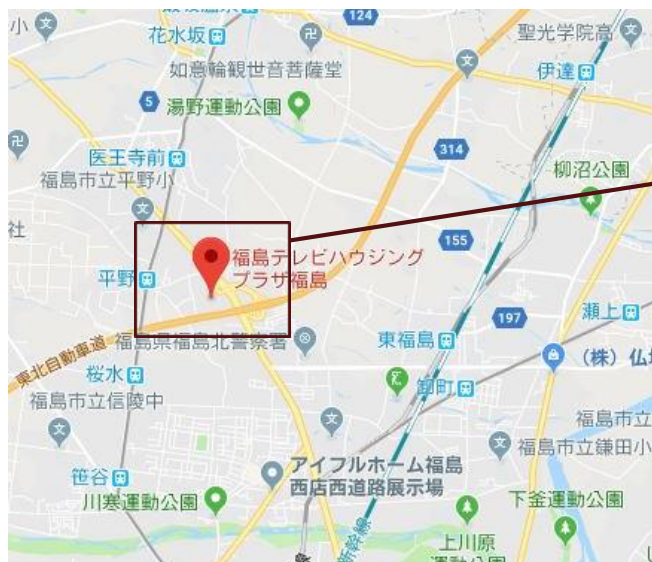 小
124
聖光学院高
花水坂
伊達
如意輪観世音菩薩堂
5
湯野運動公園
314
医王寺前
福島市立平野小
柳沼公園
社
155
福島テレビハウジング
プラザ福島
平野
197
瀬上
福島県福島北警察署
東福島
東北自動車道
(株)仏壇
桜水
卸町
福島市立信陵中
福島市立
福島市立鎌田小
アイフルホーム福島
西店西道路展示場
笹谷
川寒運動公園
下釜運動公園
新幹線
上川原